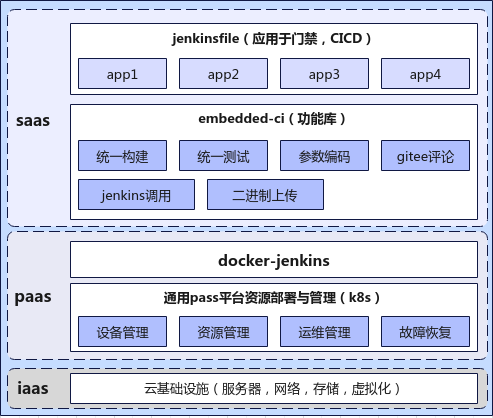 saas
jenkinsfile（应用于门禁，CICD）
app1 app2 app3 app4
embedded-ci（功能库）
统一构建 统一测试 参数编码 gitee评论
jenkins调用 二进制上传
paas
docker-jenkins
通用pass平台资源部署与管理（k8s）
设备管理 资源管理 运维管理 故障恢复
iaas
云基础设施（服务器，网络，存储，虚拟化）